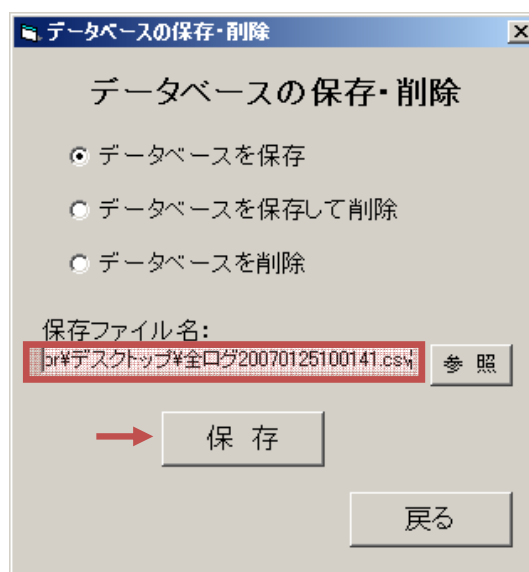 データベースの保存・削除
データベースの保存・削除
データベースを保存
データベースを保存して削除
データベースを削除
保存ファイル名：
or¥デスクトップ¥全ログ20070125100141.csv
参 照
保 存
戻る